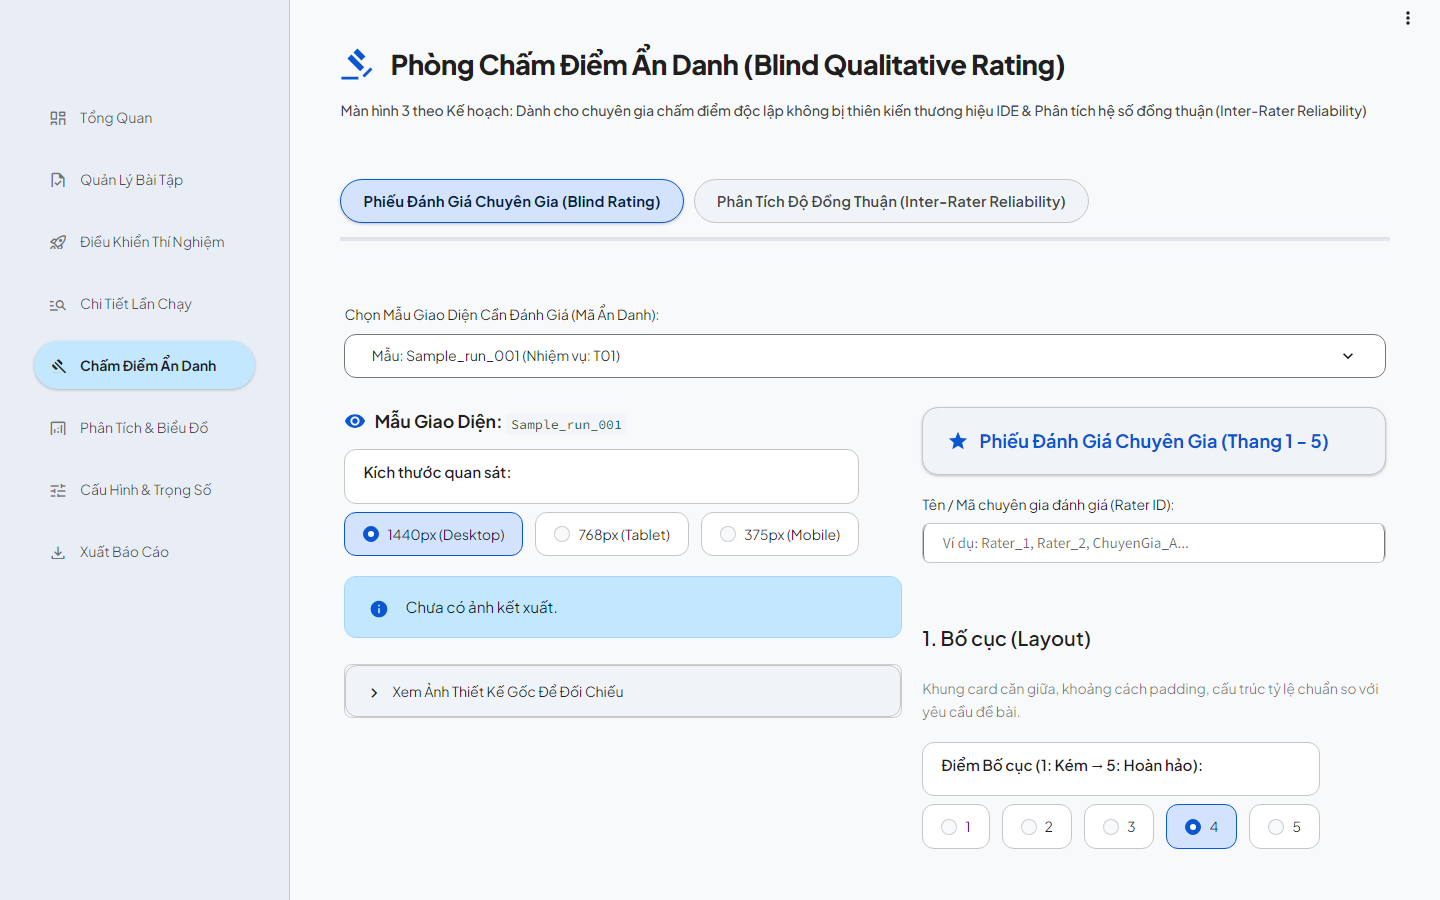 Tổng Quan
Quản Lý Bài Tập
Điều Khiển Thí Nghiệm
Chi Tiết Lần Chạy
Chấm Điểm Ẩn Danh
Phân Tích & Biểu Đồ
Cấu Hình & Trọng Số
Xuất Báo Cáo
Phòng Chấm Điểm Ẩn Danh (Blind Qualitative Rating)
Màn hình 3 theo Kế hoạch: Dành cho chuyên gia chấm điểm độc lập không bị thiên kiến thương hiệu IDE & Phân tích hệ số đồng thuận (Inter-Rater Reliability)
Phiếu Đánh Giá Chuyên Gia (Blind Rating)
Phân Tích Độ Đồng Thuận (Inter-Rater Reliability)
Chọn Mẫu Giao Diện Cần Đánh Giá (Mã Ẩn Danh):
Mẫu: Sample_run_001 (Nhiệm vụ: T01)
Mẫu Giao Diện: Sample_run_001
Kích thước quan sát:
1440px (Desktop)
768px (Tablet)
375px (Mobile)
Chưa có ảnh kết xuất.
Xem Ảnh Thiết Kế Gốc Để Đối Chiếu
Phiếu Đánh Giá Chuyên Gia (Thang 1 - 5)
Tên / Mã chuyên gia đánh giá (Rater ID):
Ví dụ: Rater_1, Rater_2, ChuyenGia_A...
1. Bố cục (Layout)
Khung card căn giữa, khoảng cách padding, cấu trúc tỷ lệ chuẩn so với
yêu cầu đề bài.
Điểm Bố cục (1: Kém → 5: Hoàn hảo):
1
2
3
4
5